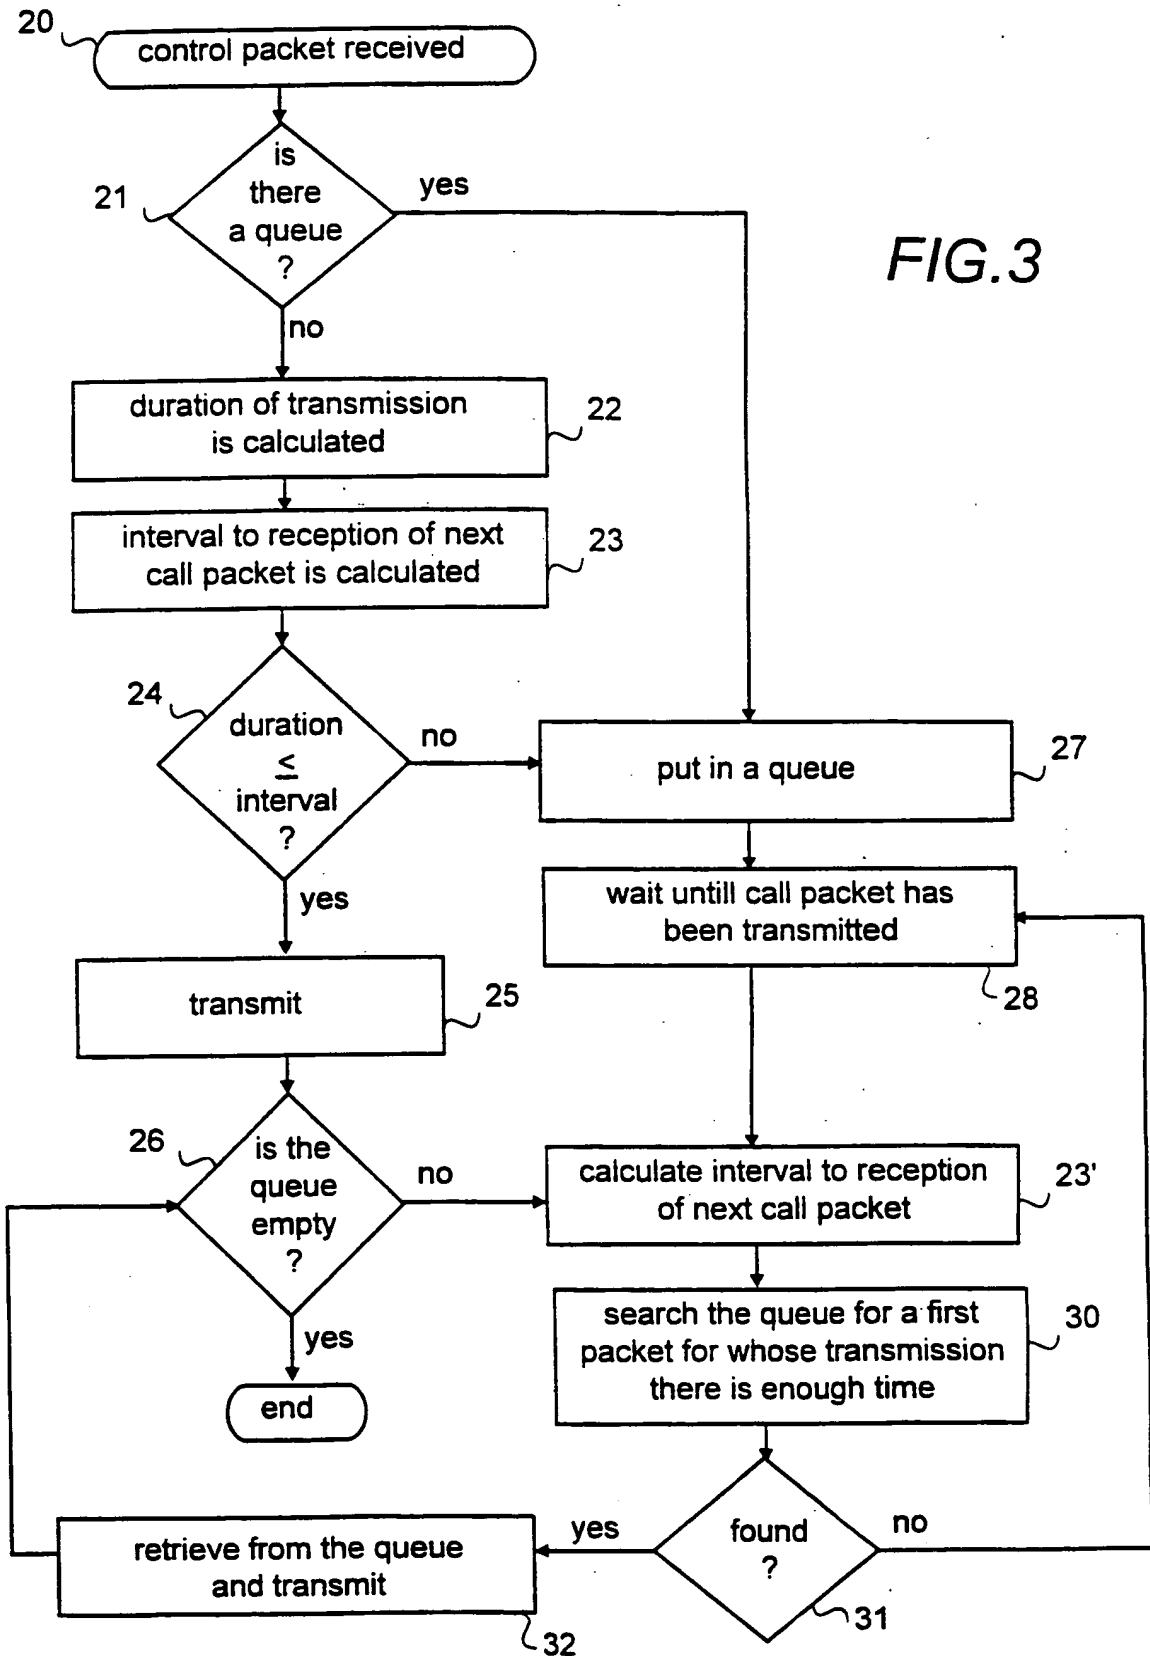 20
control packet received
is
there
a queue
?
21
yes
no
FIG.3
duration of transmission
is calculated
22
interval to reception of next
call packet is calculated
23
24
duration
≤
interval
?
no
yes
put in a queue
27
wait untill call packet has
been transmitted
28
transmit
25
26
is the
queue
empty
?
no
yes
end
calculate interval to reception
of next call packet
23'
search the queue for a first
packet for whose transmission
there is enough time
30
found
?
yes
no
31
retrieve from the queue
and transmit
32